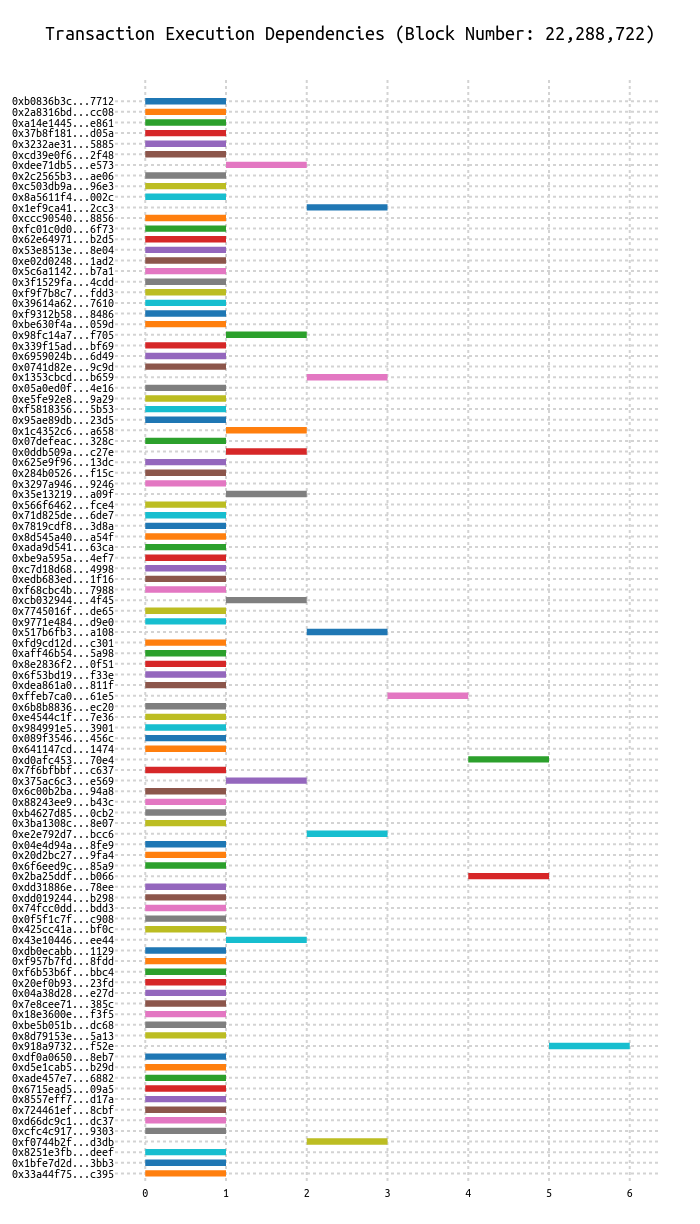 Transaction Execution Dependencies (Block Number: 22,288,722)
0xb0836b3c...7712
0x2a8316bd...cc08
0xa14e1445...e861
0x37b8f181...d05a
0x3232ae31...5885
0xcd39e0f6...2f48
0xdee71db5...e573
0x2c2565b3...ae06
0xc503db9a...96e3
0x8a5611f4...002c
0x1ef9ca41...2cc3
0xccc90540...8856
0xfc01c0d0...6f73
0x62e64971...b2d5
0x53e8513e...8e04
0xe02d0248...1ad2
0x5c6a1142...b7a1
0x3f1529fa...4cdd
0xf9f7b8c7...fdd3
0x39614a62...7610
0xf9312b58...8486
0xbe630f4a...059d
0x98fc14a7...f705
0x339f15ad...bf69
0x6959024b...6d49
0x0741d82e...9c9d
0x1353cbcd...b659
0x05a0ed0f...4e16
0xe5fe92e8...9a29
0xf5818356...5b53
0x95ae89db...23d5
0x1c4352c6...a658
0x07defeac...328c
0x0ddb509a...c27e
0x625e9f96...13dc
0x284b0526...f15c
0x3297a946...9246
0x35e13219...a09f
0x566f6462...fce4
0x71d825de...6de7
0x7819cdf8...3d8a
0x8d545a40...a54f
0xada9d541...63ca
0xbe9a595a...4ef7
0xc7d18d68...4998
0xedb683ed...1f16
0xf68cbc4b...7988
0xcb032944...4f45
0x7745016f...de65
0x9771e484...d9e0
0x517b6fb3...a108
0xfd9cd12d...c301
0xaff46b54...5a98
0x8e2836f2...0f51
0x6f53bd19...f33e
0xdea861a0...811f
0xffeb7ca0...61e5
0x6b8b8836...ec20
0xe4544c1f...7e36
0x984991e5...3901
0x089f3546...456c
0x641147cd...1474
0xd0afc453...70e4
0x7f6bfbbf...c637
0x375ac6c3...e569
0x6c00b2ba...94a8
0x88243ee9...b43c
0xb4627d85...0cb2
0x3ba1308c...8e07
0xe2e792d7...bcc6
0x04e4d94a...8fe9
0x20d2bc27...9fa4
0x6f6eed9c...85a9
0x2ba25ddf...b066
0xdd31886e...78ee
0xdd019244...b298
0x74fcc0dd...bdd3
0x0f5f1c7f...c908
0x425cc41a...bf0c
0x43e10446...ee44
0xdb0ecabb...1129
0xf957b7fd...8fdd
0xf6b53b6f...bbc4
0x20ef0b93...23fd
0x04a38d28...e27d
0x7e8cee71...385c
0x18e3600e...f3f5
0xbe5b051b...dc68
0x8d79153e...5a13
0x918a9732...f52e
0xdf0a0650...8eb7
0xd5e1cab5...b29d
0xade457e7...6882
0x6715ead5...09a5
0x8557eff7...d17a
0x724461ef...8cbf
0xd66dc9c1...dc37
0xcfc4c917...9303
0xf0744b2f...d3db
0x8251e3fb...deef
0x1bfe7d2d...3bb3
0x33a44f75...c395
0 1 2 3 4 5 6